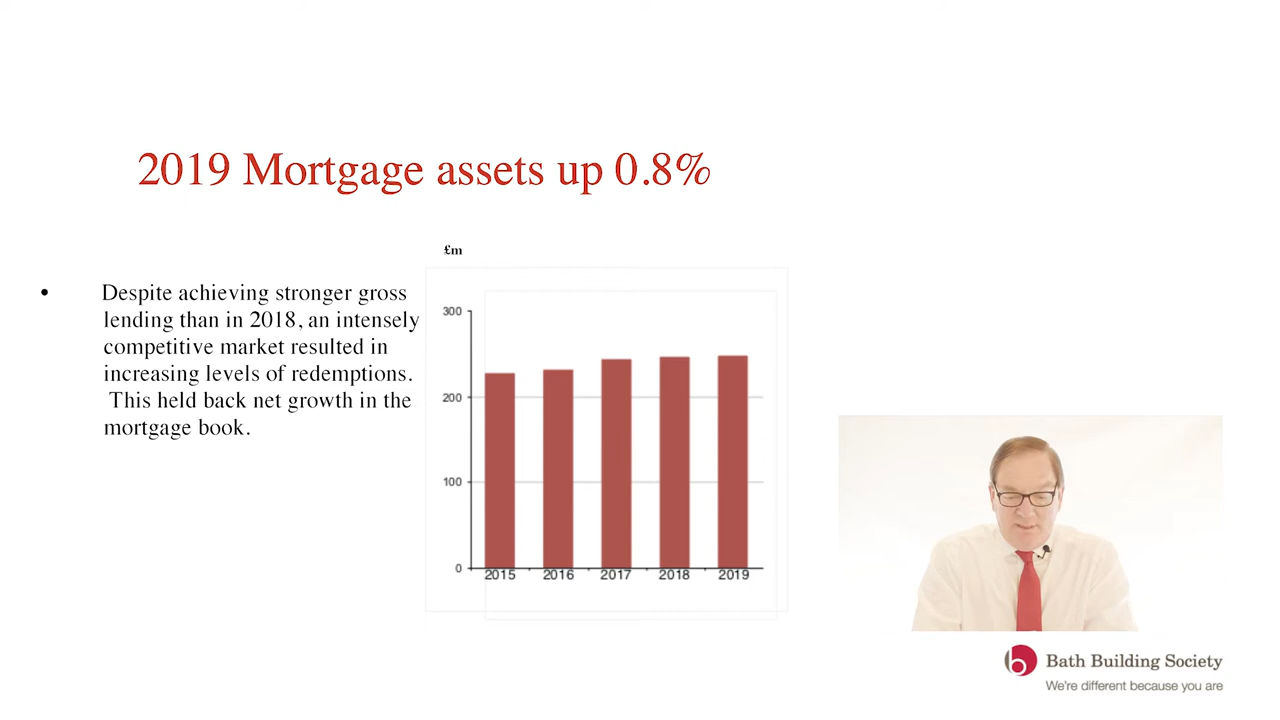 2019 Mortgage assets up 0.8%
£m
• Despite achieving stronger gross
lending than in 2018, an intensely
competitive market resulted in
increasing levels of redemptions.
This held back net growth in the
mortgage book.
300
200
100
0
2015 2016 2017 2018 2019
b Bath Building Society
We're different because you are